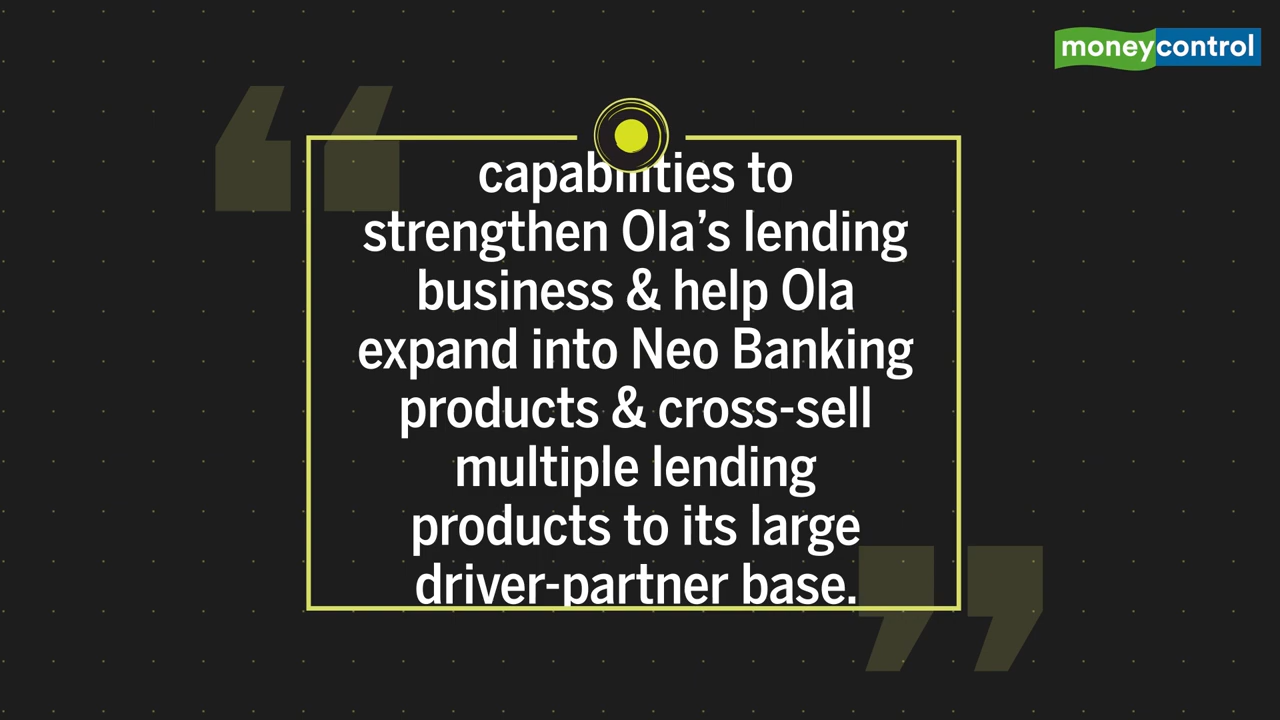 moneycontrol
capabilities to
strengthen Ola’s lending
business & help Ola
expand into Neo Banking
products & cross-sell
multiple lending
products to its large
driver-partner base.